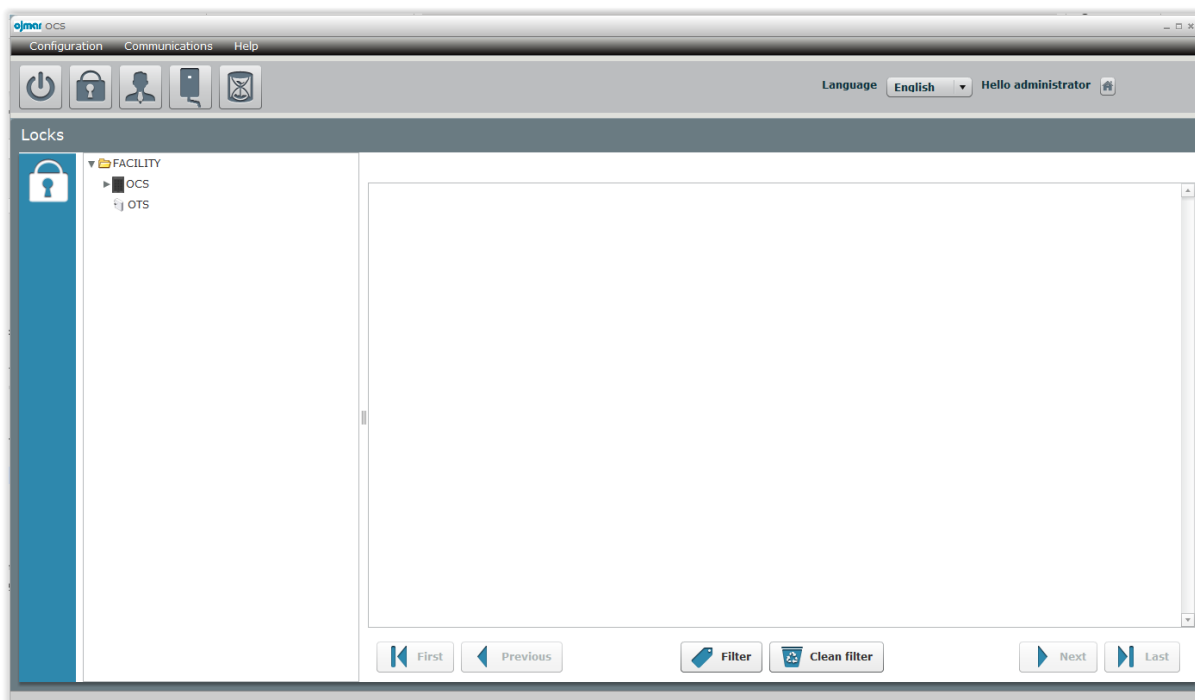 ojmar OCS
Configuration Communications Help
Language English Hello administrator
Locks
FACILITY
OCS
OTS
First Previous Filter Clean filter Next Last